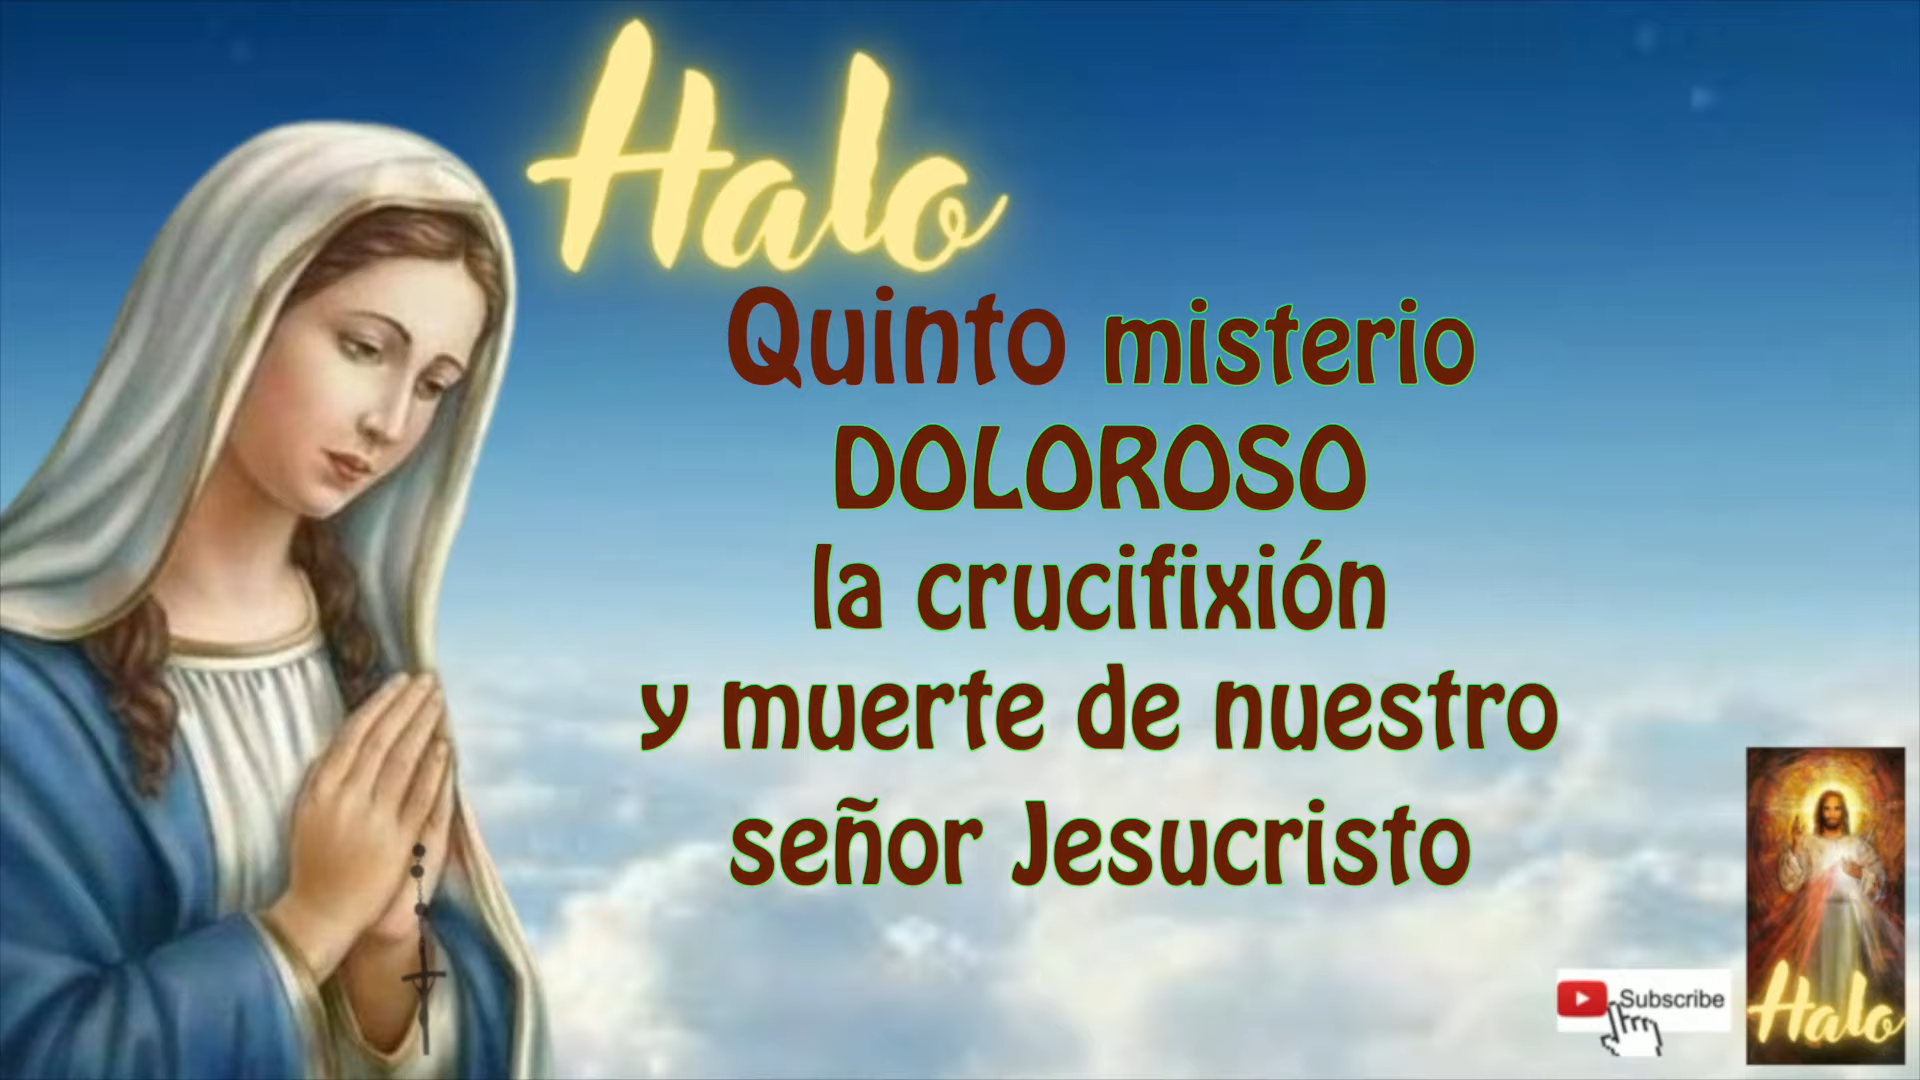 Halo
Quinto misterio
DOLOROSO
la crucifixión
y muerte de nuestro
señor Jesucristo
Subscribe
Halo